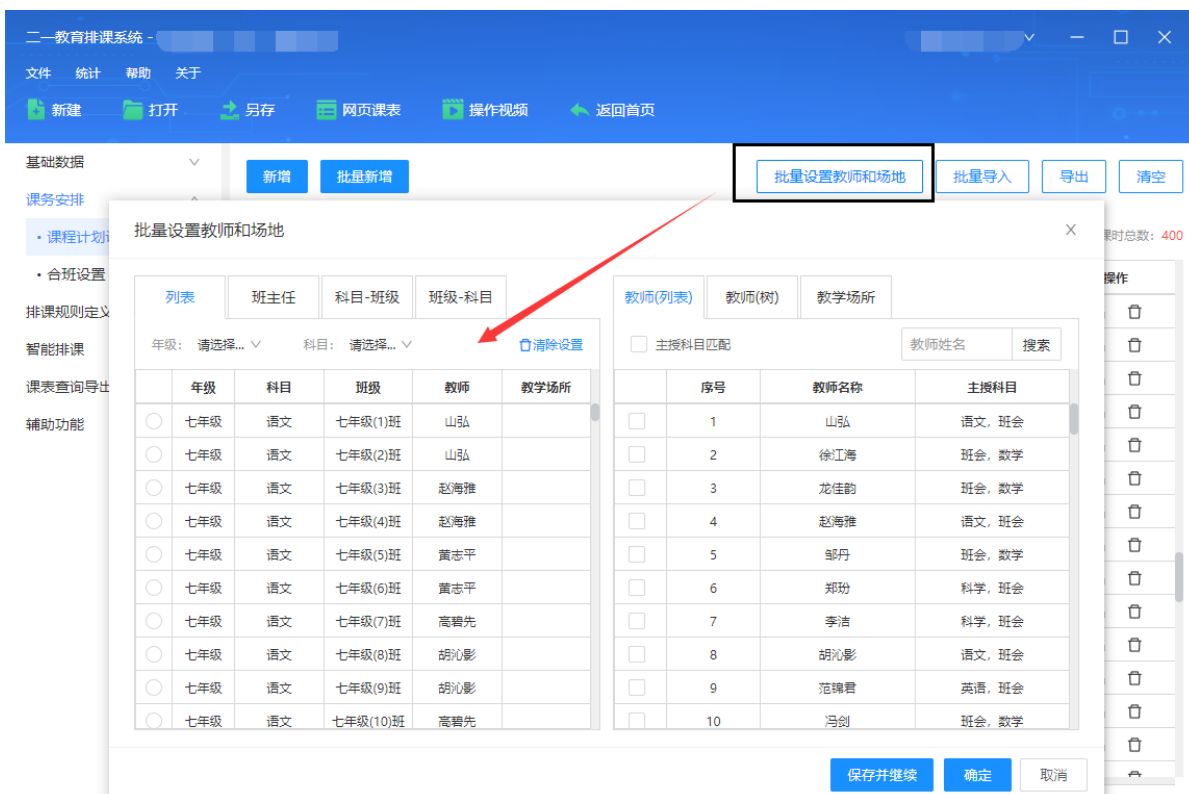 二一教育排课系统 -
文件 统计 帮助 关于
新建 打开 另存 网页课表 操作视频 返回首页
基础数据
课务安排
课程计划
合班设置
排课规则定义
智能排课
课表查询导出
辅助功能
新增 批量新增 批量设置教师和场地 批量导入 导出 清空
课时总数: 400
操作
批量设置教师和场地
列表 班主任 科目-班级 班级-科目
年级: 请选择... 科目: 请选择... 清除设置
年级 科目 班级 教师 教学场所
七年级 语文 七年级(1)班 山弘
七年级 语文 七年级(2)班 山弘
七年级 语文 七年级(3)班 赵海雅
七年级 语文 七年级(4)班 赵海雅
七年级 语文 七年级(5)班 黄志平
七年级 语文 七年级(6)班 黄志平
七年级 语文 七年级(7)班 高碧先
七年级 语文 七年级(8)班 胡沁影
七年级 语文 七年级(9)班 胡沁影
七年级 语文 七年级(10)班 高碧先
教师(列表) 教师(树) 教学场所
主授科目匹配 教师姓名 搜索
序号 教师名称 主授科目
1 山弘 语文, 班会
2 徐江海 班会, 数学
3 龙佳韵 班会, 数学
4 赵海雅 语文, 班会
5 邹丹 班会, 数学
6 郑玢 科学, 班会
7 李洁 科学, 班会
8 胡沁影 语文, 班会
9 范锦君 英语, 班会
10 冯剑 班会, 数学
保存并继续 确定 取消